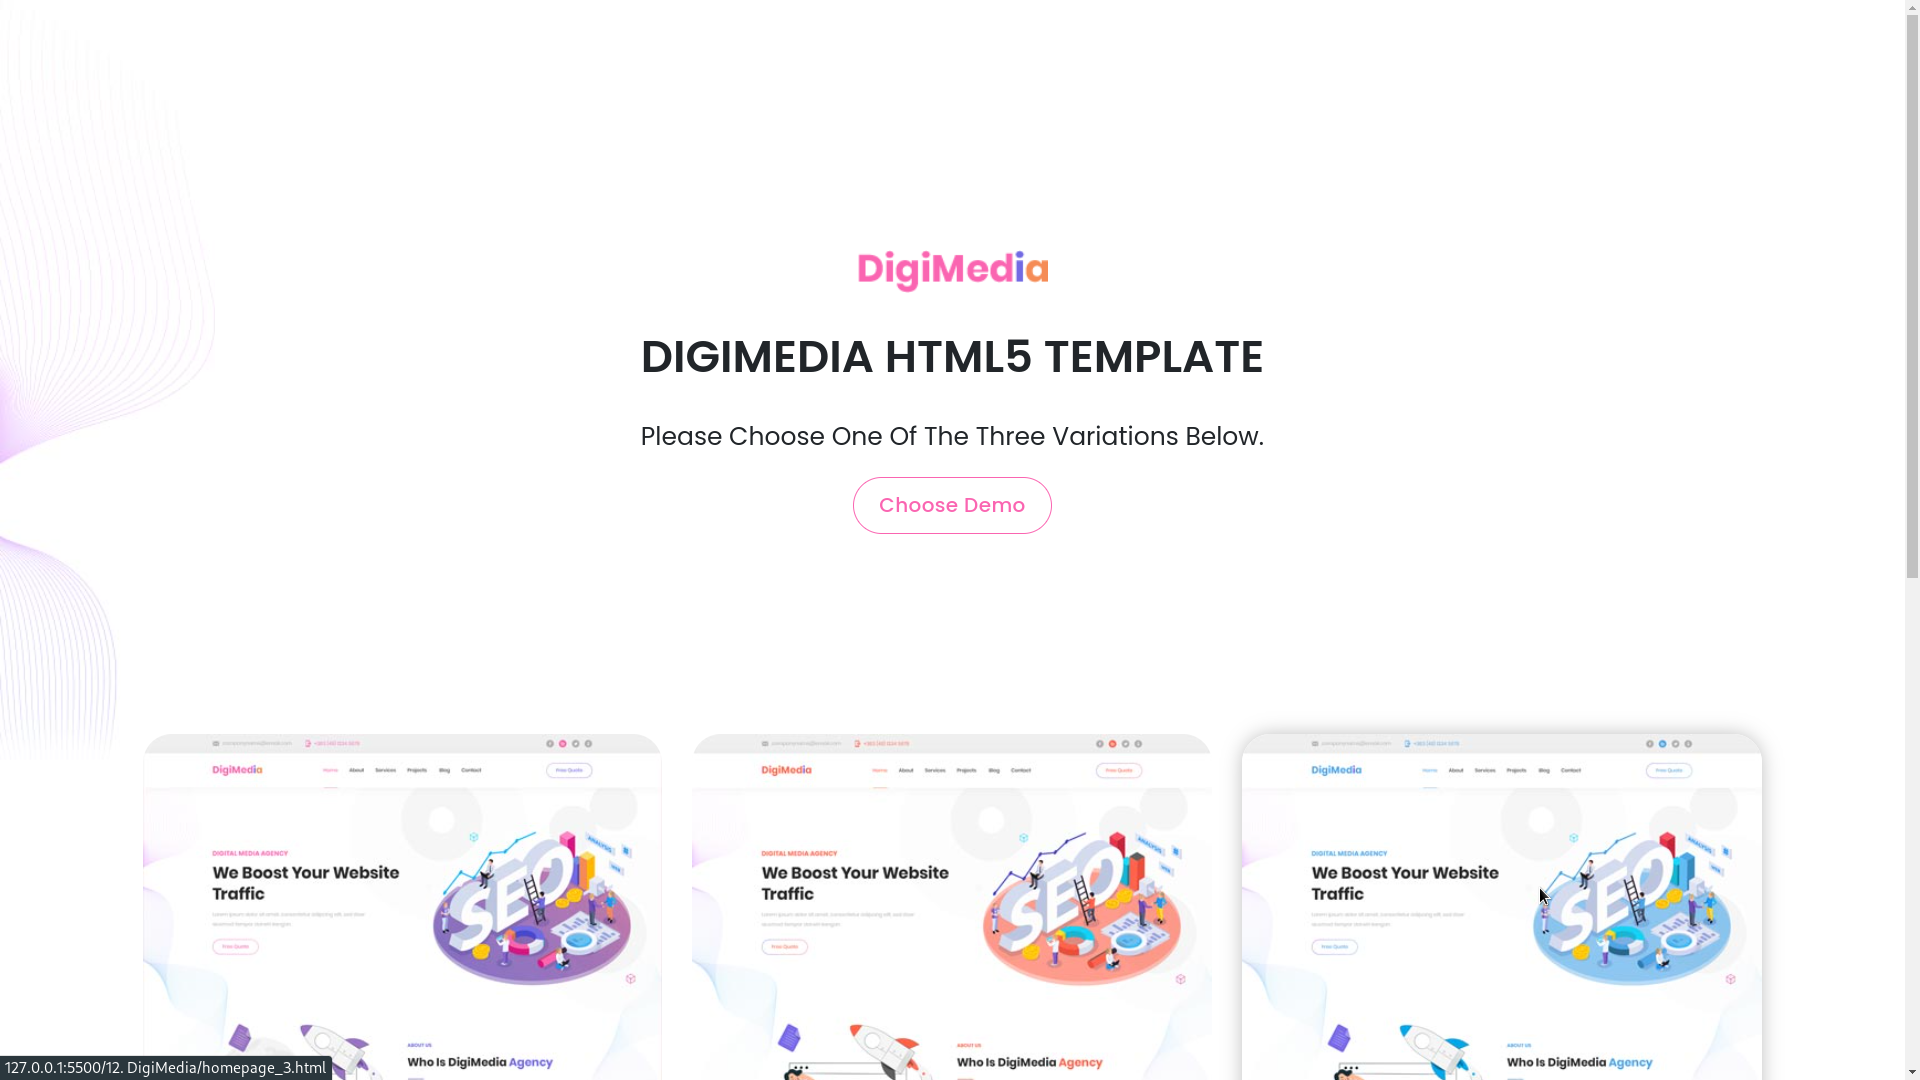 DigiMedia
DIGIMEDIA HTML5 TEMPLATE
Please Choose One Of The Three Variations Below.
Choose Demo
DigiMedia
Home About Services Projects Blog Contact
Free Quote
DIGITAL MEDIA AGENCY
We Boost Your Website
Traffic
Free Quote
SEO
ANALYSIS
ABOUT US
Who Is DigiMedia Agency
DigiMedia
Home About Services Projects Blog Contact
Free Quote
DIGITAL MEDIA AGENCY
We Boost Your Website
Traffic
Free Quote
SEO
ANALYSIS
ABOUT US
Who Is DigiMedia Agency
DigiMedia
Home About Services Projects Blog Contact
Free Quote
DIGITAL MEDIA AGENCY
We Boost Your Website
Traffic
Free Quote
SEO
ANALYSIS
ABOUT US
Who Is DigiMedia Agency
127.0.0.1:5500/12. DigiMedia/homepage_3.html